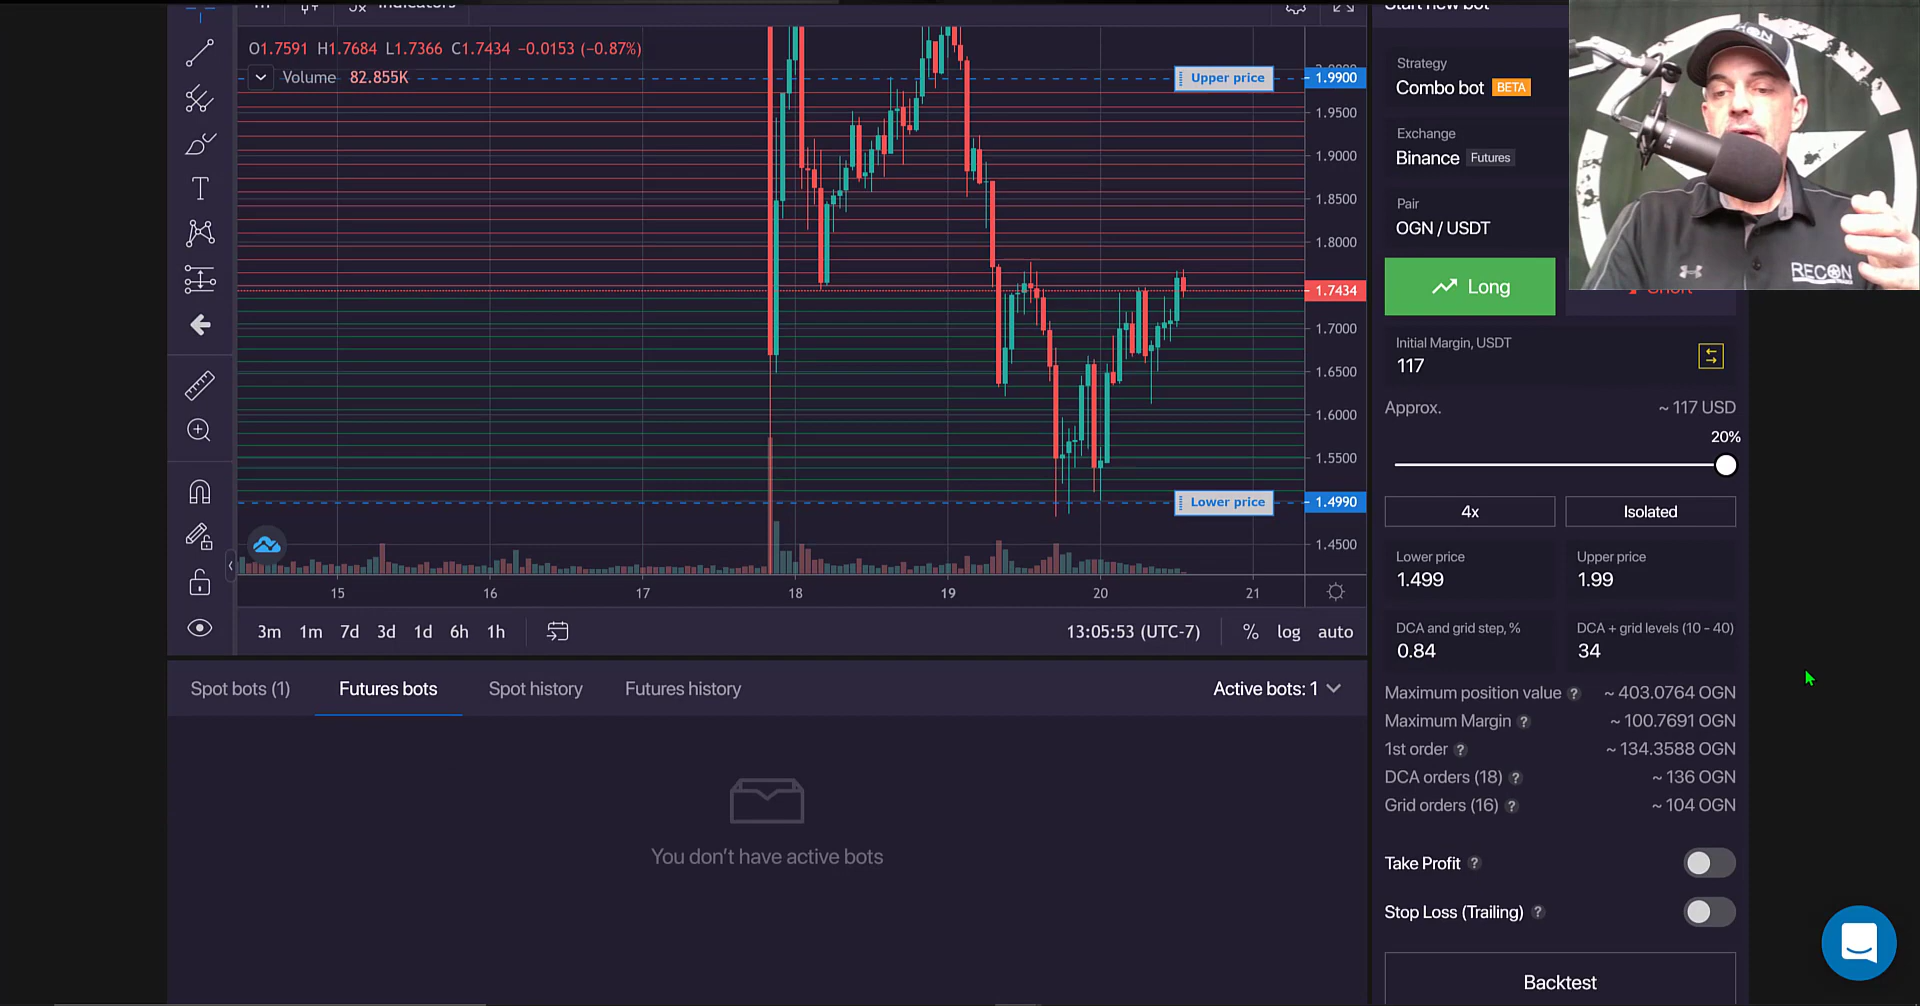 O1.7591 H1.7684 L1.7366 C1.7434 −0.0153 (−0.87%)
Volume 82.855K
Upper price
1.9900
1.9500
1.9000
1.8500
1.8000
1.7434
1.7000
1.6500
1.6000
1.5500
Lower price
1.4990
1.4500
15 16 17 18 19 20 21
3m 1m 7d 3d 1d 6h 1h
13:05:53 (UTC-7) % log auto
Spot bots (1) Futures bots Spot history Futures history
Active bots: 1
You don't have active bots
Start new bot
Strategy
Combo bot BETA
Exchange
Binance Futures
Pair
OGN / USDT
Long
Short
Initial Margin, USDT
117
Approx. ~ 117 USD
20%
4x Isolated
Lower price Upper price
1.499 1.99
DCA and grid step, % DCA + grid levels (10 – 40)
0.84 34
Maximum position value ? ~ 403.0764 OGN
Maximum Margin ? ~ 100.7691 OGN
1st order ? ~ 134.3588 OGN
DCA orders (18) ? ~ 136 OGN
Grid orders (16) ? ~ 104 OGN
Take Profit ?
Stop Loss (Trailing) ?
Backtest
RECON